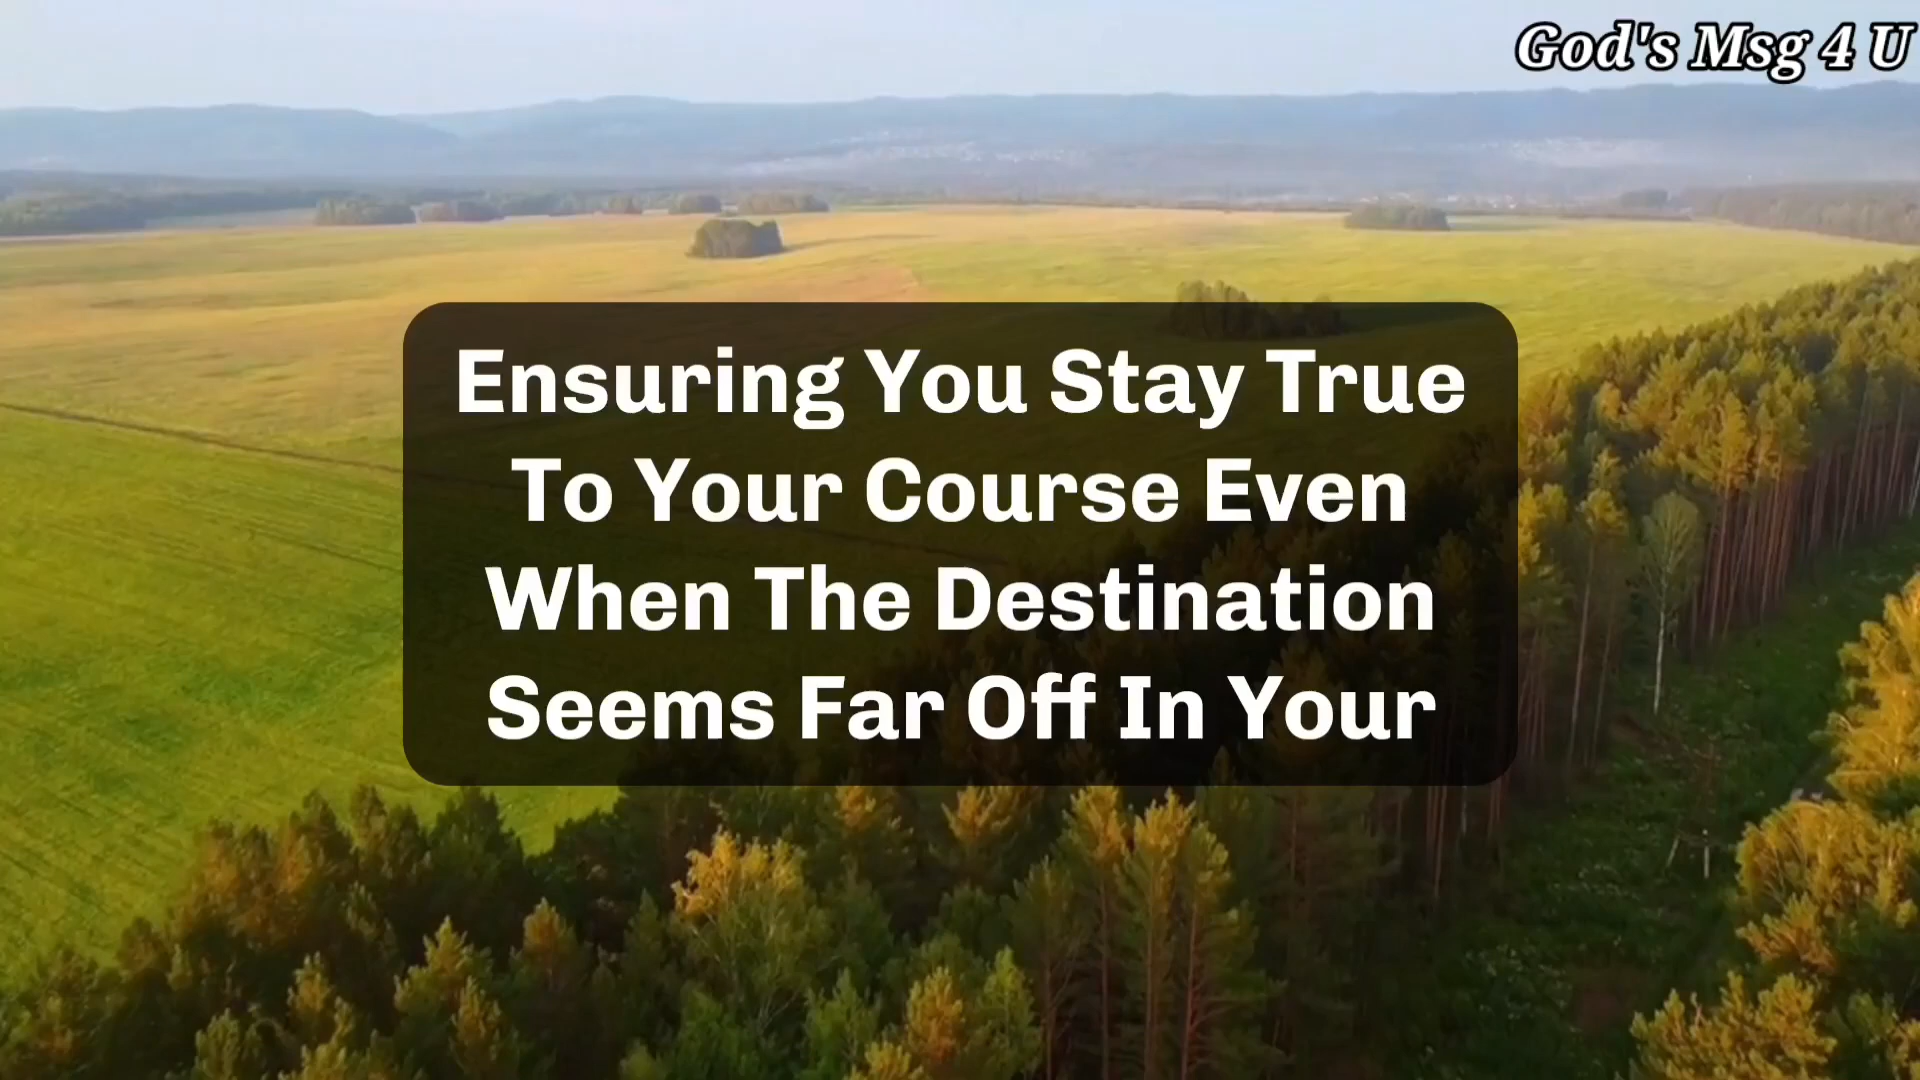 God's Msg 4 U
Ensuring You Stay True
To Your Course Even
When The Destination
Seems Far Off In Your